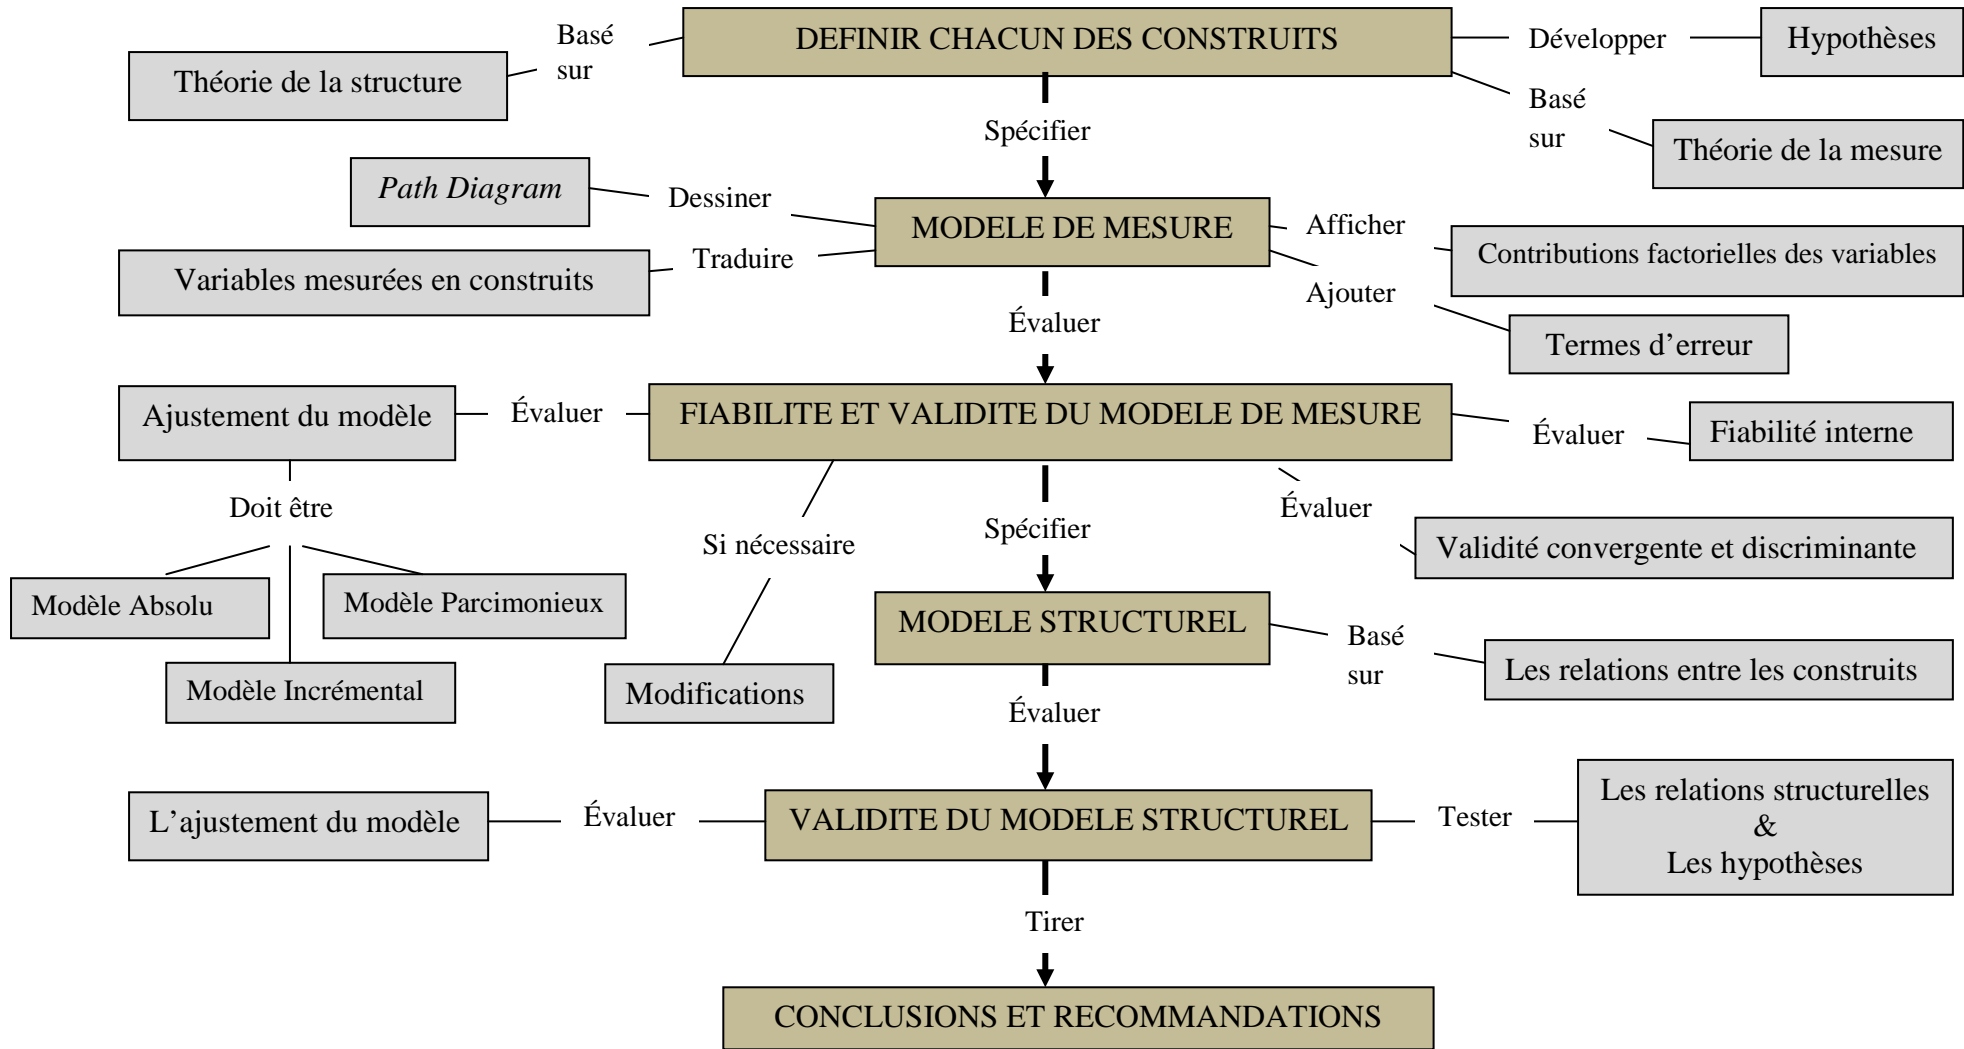 DEFINIR CHACUN DES CONSTRUITS
Basé
sur
Théorie de la structure
Développer
Hypothèses
Basé
sur
Théorie de la mesure
Spécifier
Path Diagram
Dessiner
MODELE DE MESURE
Afficher
Contributions factorielles des variables
Variables mesurées en construits
Traduire
Ajouter
Termes d’erreur
Évaluer
Ajustement du modèle
Évaluer
FIABILITE ET VALIDITE DU MODELE DE MESURE
Évaluer
Fiabilité interne
Doit être
Modèle Absolu
Modèle Parcimonieux
Modèle Incrémental
Si nécessaire
Modifications
Spécifier
Évaluer
Validité convergente et discriminante
MODELE STRUCTUREL
Basé
sur
Les relations entre les construits
Évaluer
L’ajustement du modèle
Évaluer
VALIDITE DU MODELE STRUCTUREL
Tester
Les relations structurelles
&
Les hypothèses
Tirer
CONCLUSIONS ET RECOMMANDATIONS